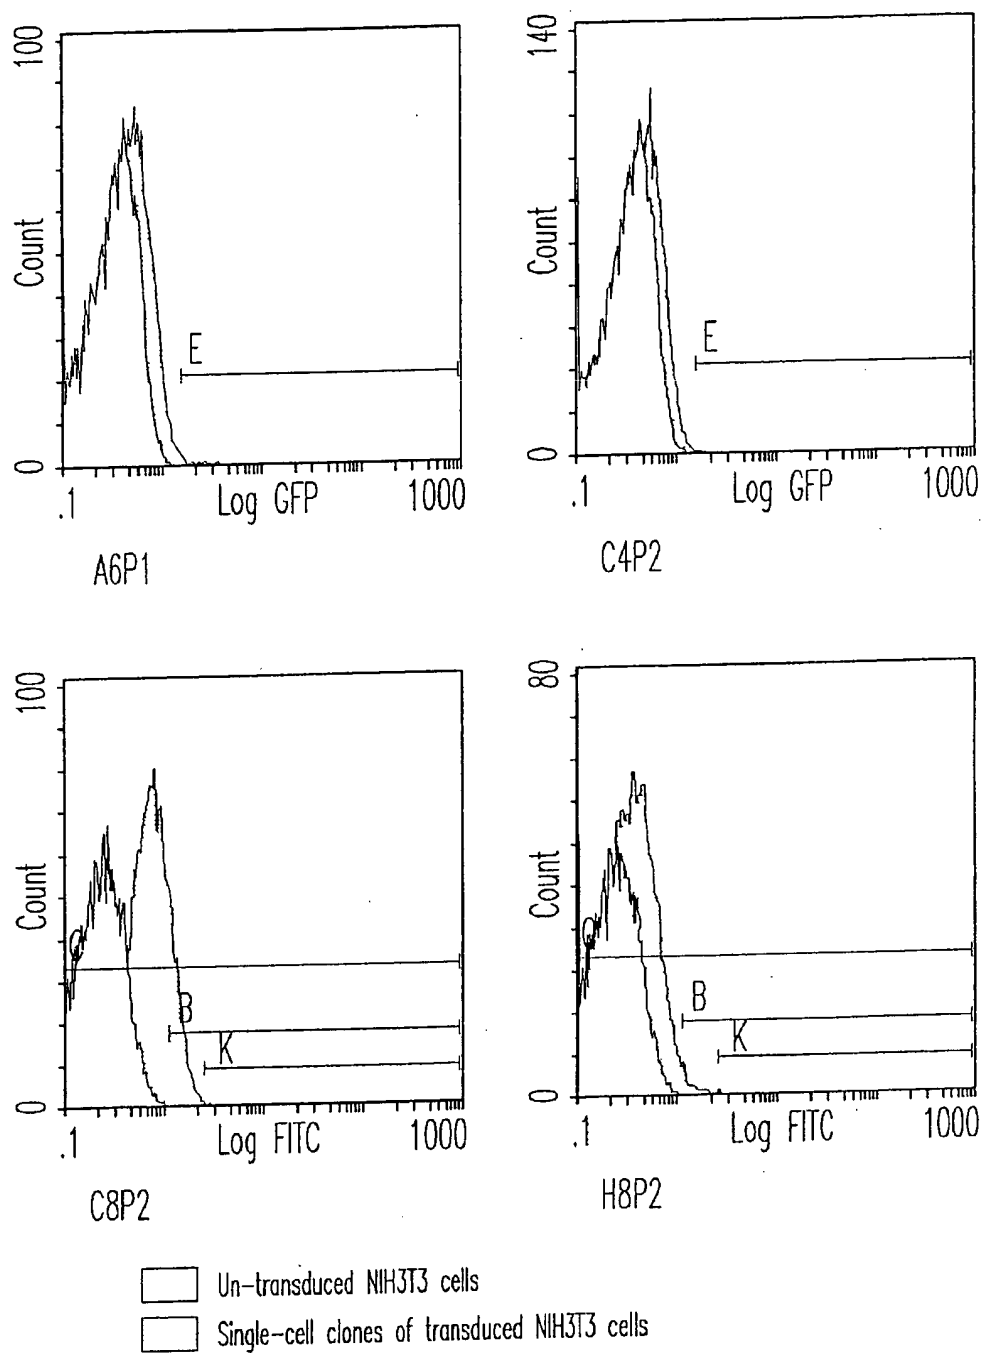 100
Count
0
E
.1
Log GFP
1000
A6P1
140
Count
0
E
.1
Log GFP
1000
C4P2
100
Count
0
B
K
.1
Log FITC
1000
C8P2
80
Count
0
B
K
.1
Log FITC
1000
H8P2
Un-transduced NIH3T3 cells
Single-cell clones of transduced NIH3T3 cells